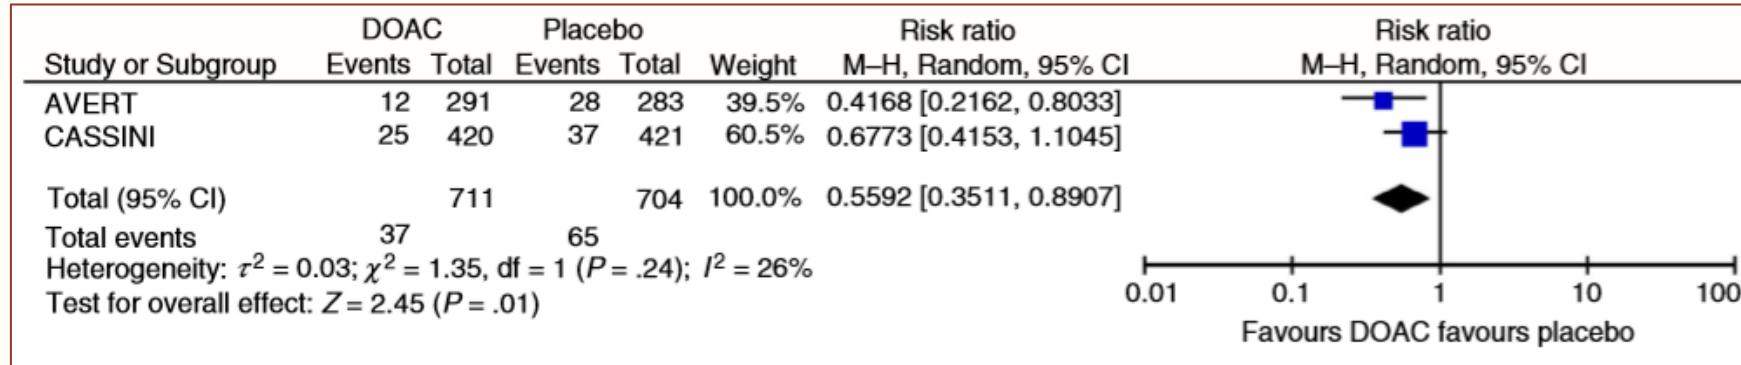 DOAC Placebo Risk ratio Risk ratio
Study or Subgroup Events Total Events Total Weight M–H, Random, 95% CI M–H, Random, 95% CI
AVERT 12 291 28 283 39.5% 0.4168 [0.2162, 0.8033]
CASSINI 25 420 37 421 60.5% 0.6773 [0.4153, 1.1045]
Total (95% CI) 711 704 100.0% 0.5592 [0.3511, 0.8907]
Total events 37 65
Heterogeneity: τ² = 0.03; χ² = 1.35, df = 1 (P = .24); I² = 26%
Test for overall effect: Z = 2.45 (P = .01)
0.01 0.1 1 10 100
Favours DOAC favours placebo